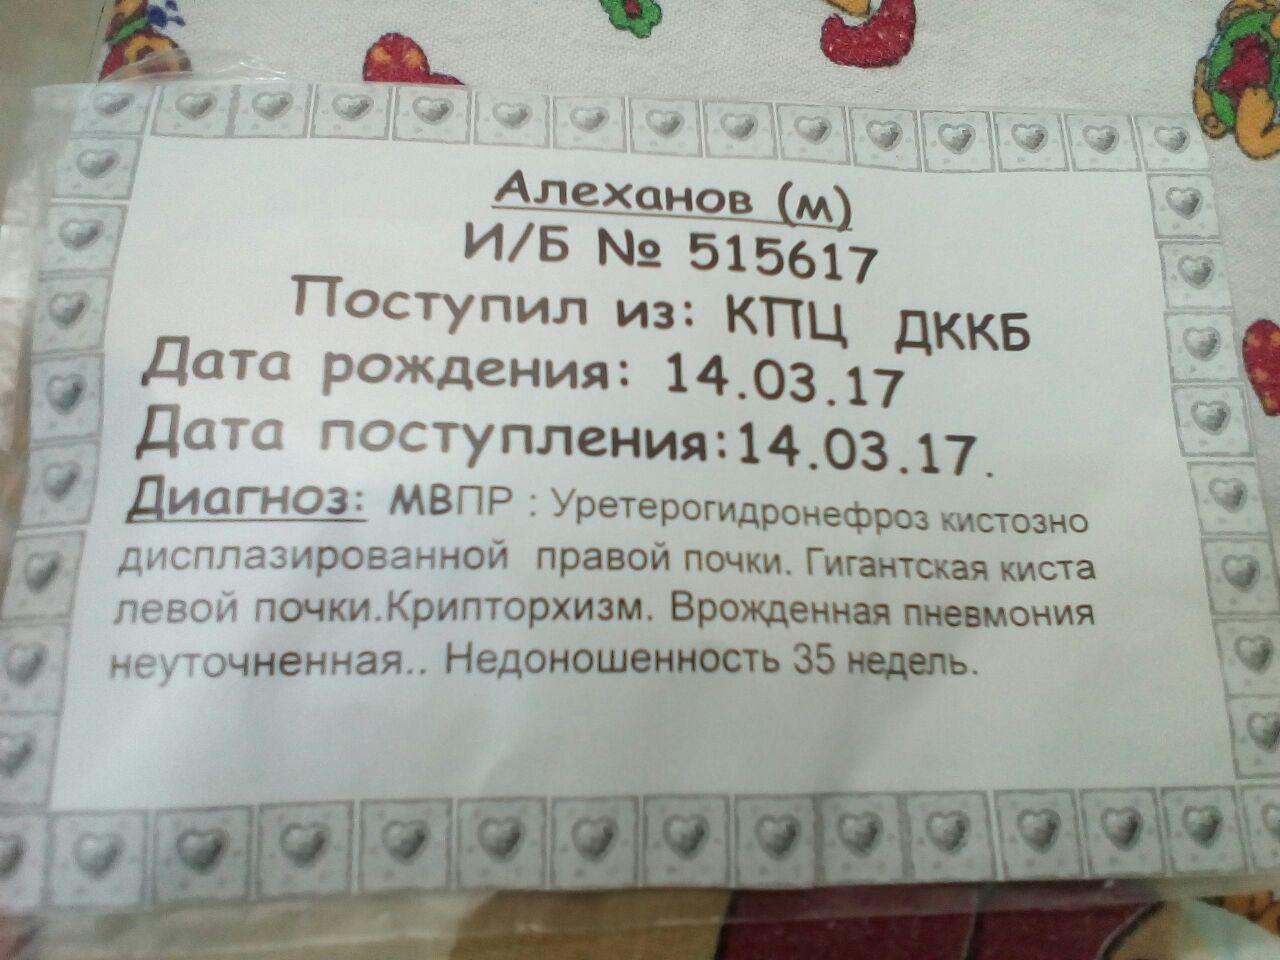 Алеханов (м)
И/Б № 515617
Поступил из: КПЦ ДККБ
Дата рождения: 14.03.17
Дата поступления:14.03.17.
Диагноз: МВПР : Уретерогидронефроз кистозно
дисплазированной правой почки. Гигантская киста
левой почки.Крипторхизм. Врожденная пневмония
неуточненная.. Недоношенность 35 недель.